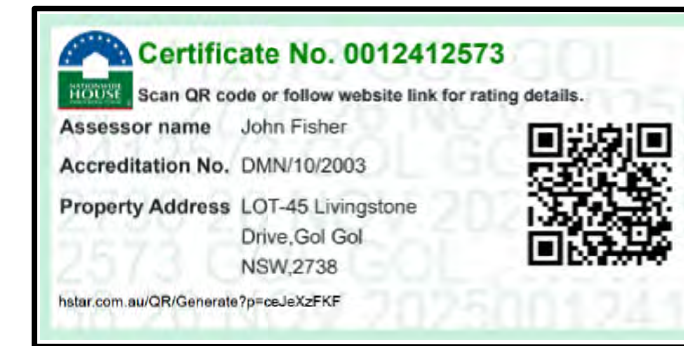 Certificate No. 0012412573
NATIONWIDE
HOUSE
Scan QR code or follow website link for rating details.
Assessor name John Fisher
Accreditation No. DMN/10/2003
Property Address LOT-45 Livingstone
Drive,Gol Gol
NSW,2738
hstar.com.au/QR/Generate?p=ceJeXzFKF